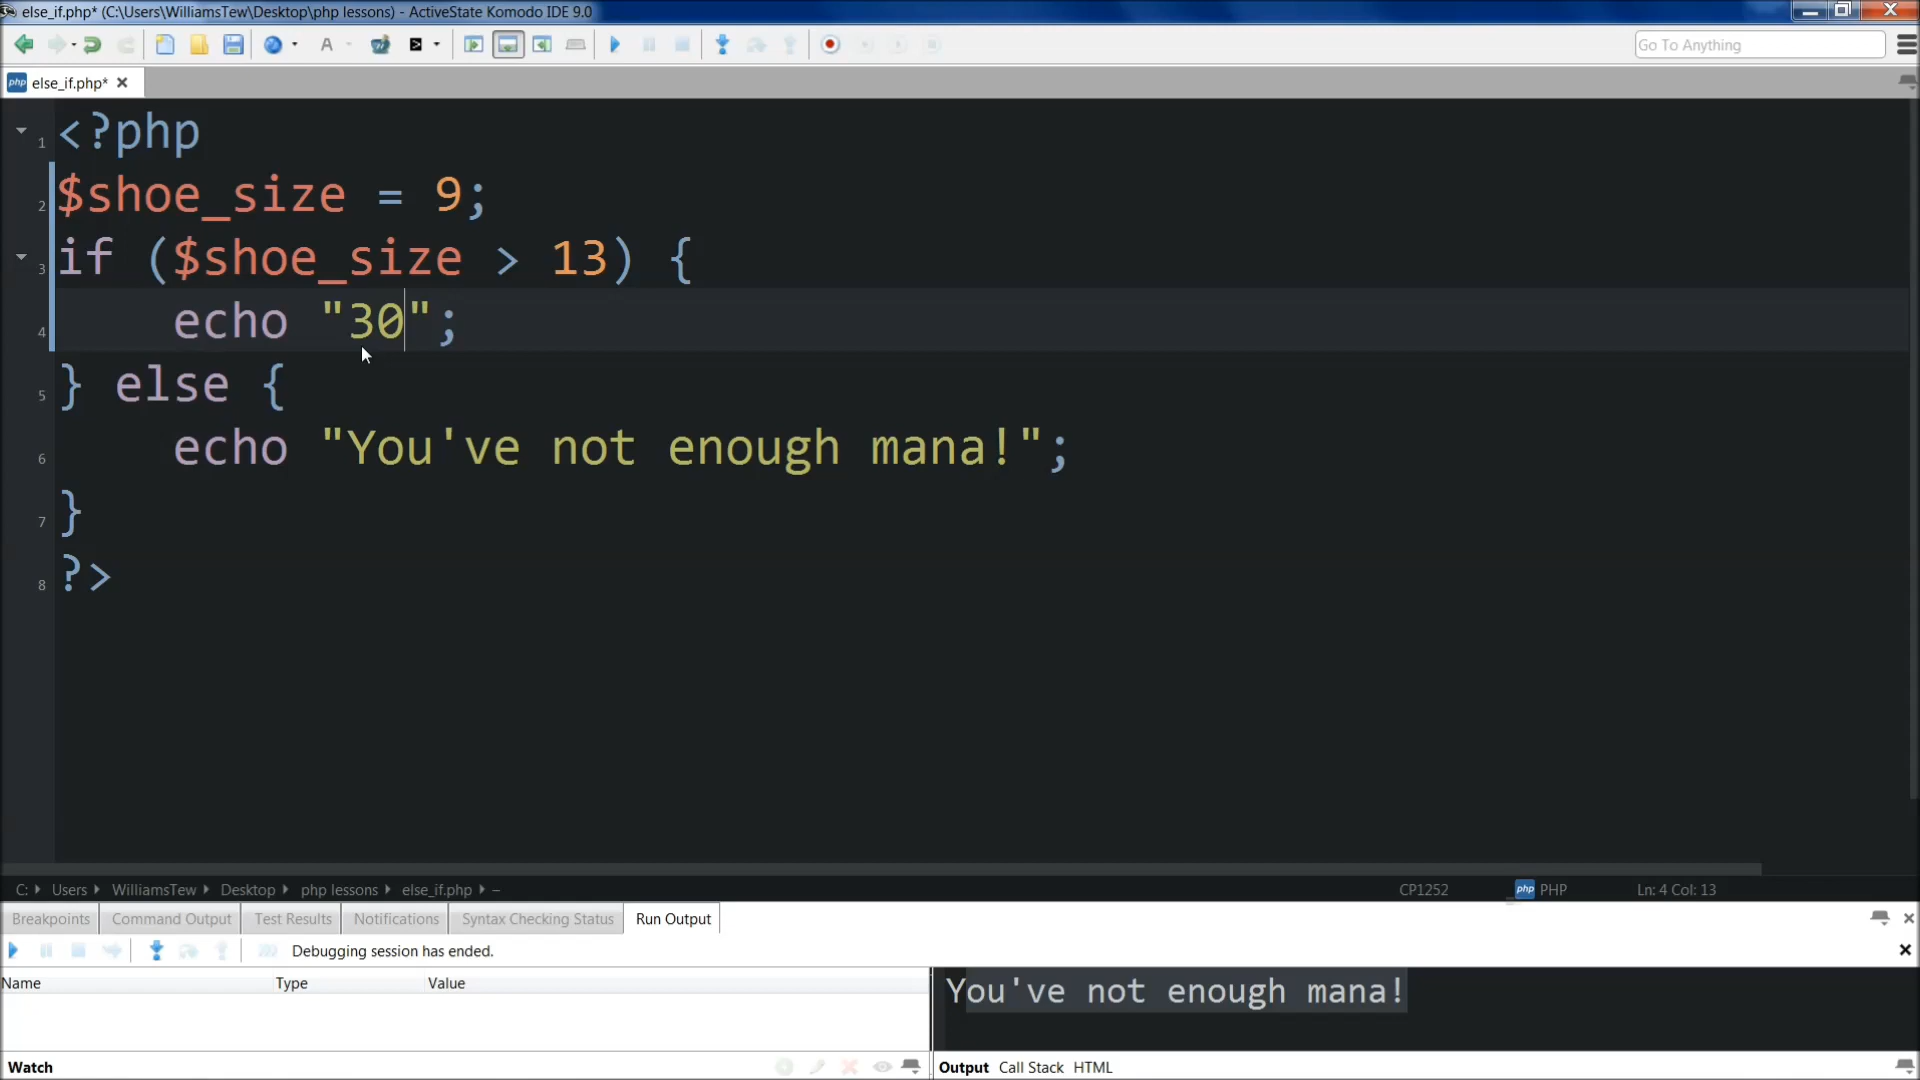 else_if.php* (C:\Users\WilliamsTew\Desktop\php lessons) - ActiveState Komodo IDE 9.0
Go To Anything
php else_if.php*
1 <?php
2 $shoe_size = 9;
3 if ($shoe_size > 13) {
4 echo "30";
5 } else {
6 echo "You've not enough mana!";
7 }
8 ?>
C: Users WilliamsTew Desktop php lessons else_if.php – CP1252 php PHP Ln: 4 Col: 13
Breakpoints Command Output Test Results Notifications Syntax Checking Status Run Output
Debugging session has ended.
Name Type Value
You've not enough mana!
Watch
Output Call Stack HTML